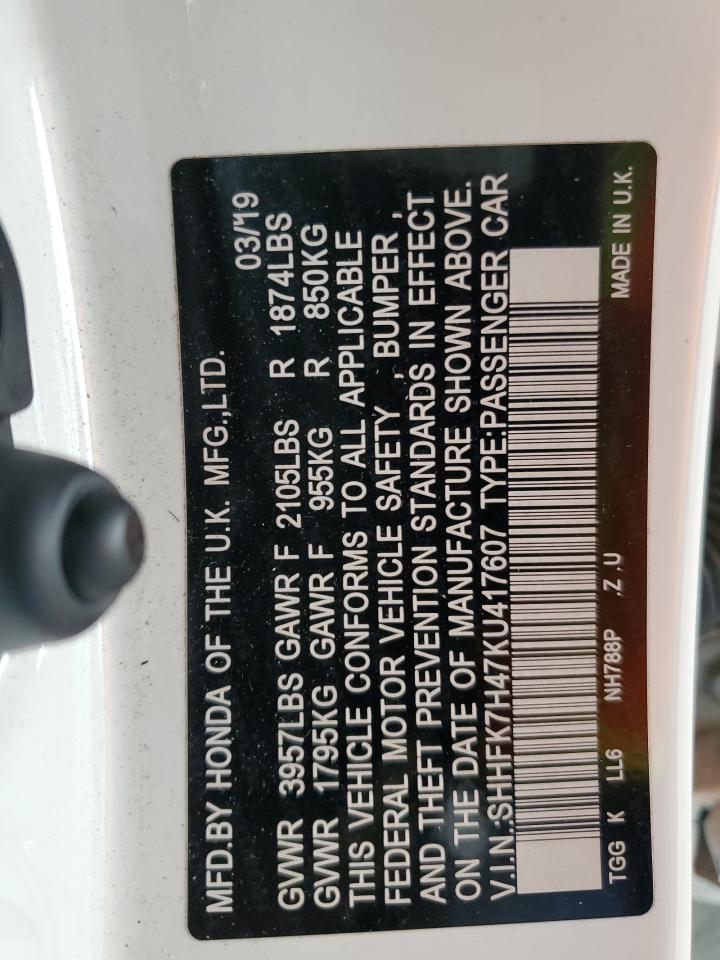 MFD.BY HONDA OF THE U.K. MFG.,LTD.
03/19
GVWR 3957LBS GAWR F 2105LBS R 1874LBS
GVWR 1795KG GAWR F 955KG R 850KG
THIS VEHICLE CONFORMS TO ALL APPLICABLE
FEDERAL MOTOR VEHICLE SAFETY , BUMPER ,
AND THEFT PREVENTION STANDARDS IN EFFECT
ON THE DATE OF MANUFACTURE SHOWN ABOVE.
V.I.N.:SHHFK7H47KU417607 TYPE:PASSENGER CAR
TGG K LL6 NH788P .Z .U MADE IN U.K.